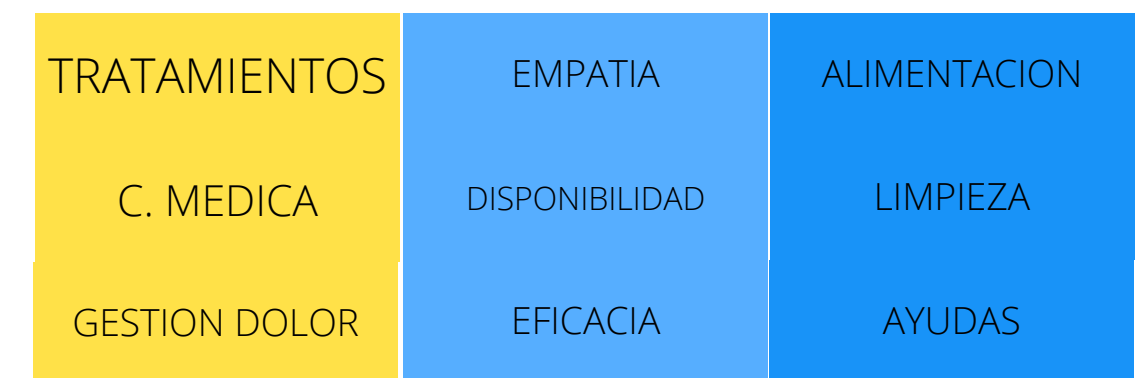 TRATAMIENTOS
EMPATIA
ALIMENTACION
C. MEDICA
DISPONIBILIDAD
LIMPIEZA
GESTION DOLOR
EFICACIA
AYUDAS